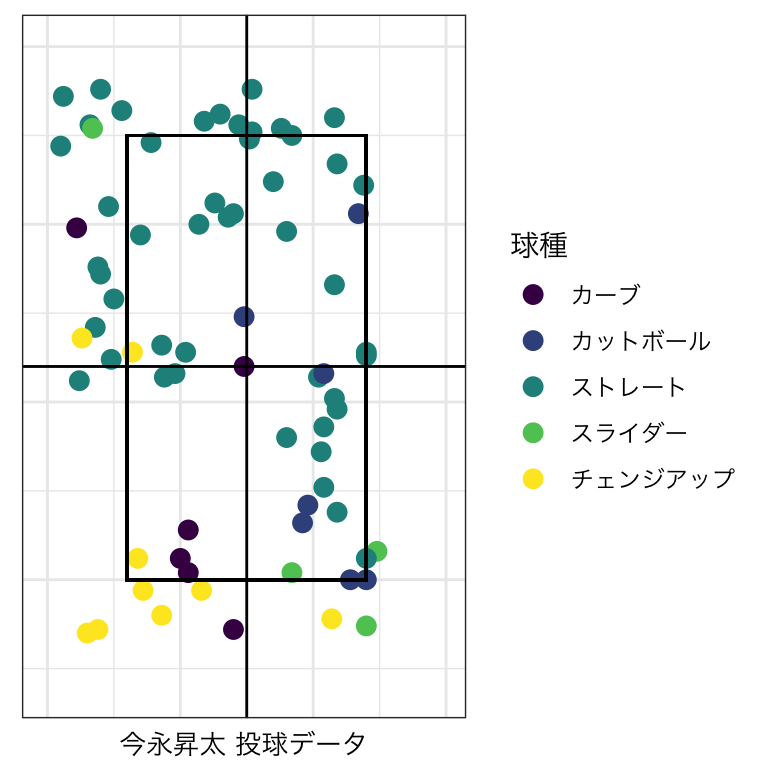 球種
カーブ
カットボール
ストレート
スライダー
チェンジアップ
今永昇太 投球データ